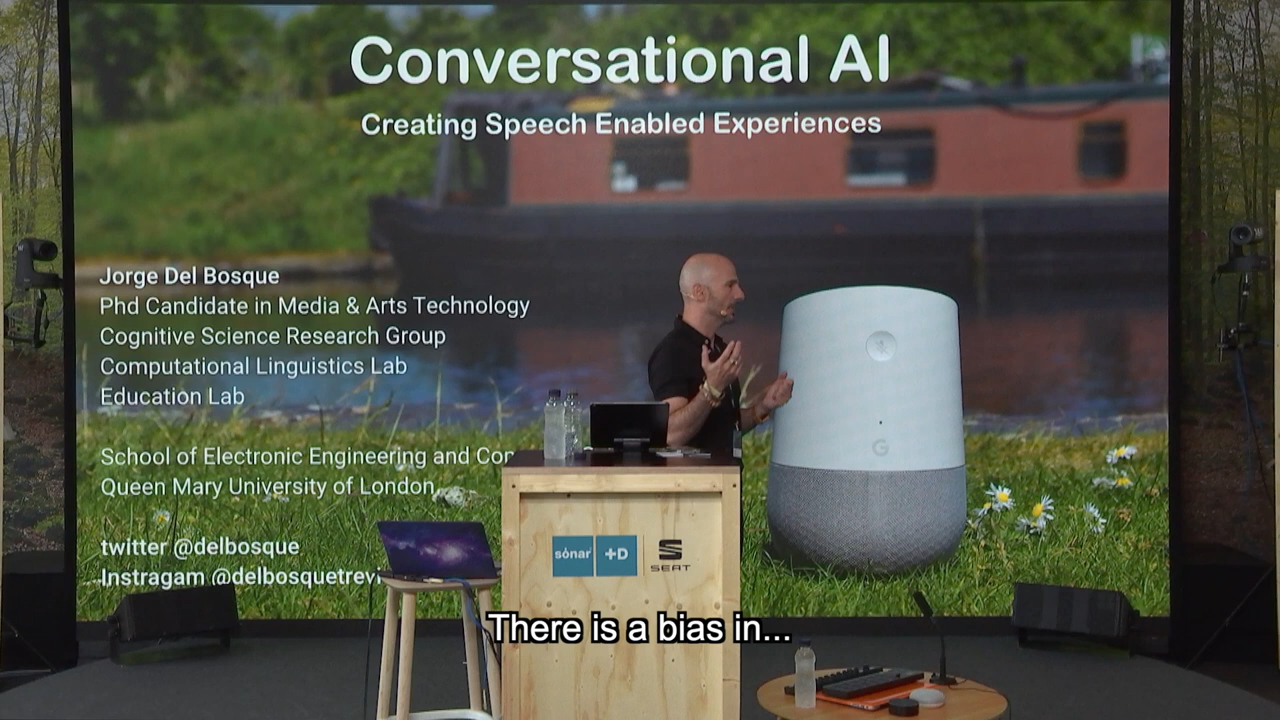 Conversational AI
Creating Speech Enabled Experiences
Jorge Del Bosque
Phd Candidate in Media & Arts Technology
Cognitive Science Research Group
Computational Linguistics Lab
Education Lab
School of Electronic Engineering and
Queen Mary University of London
twitter @delbosque
Instragam
G
sónar +D
SEAT
There is a bias in...